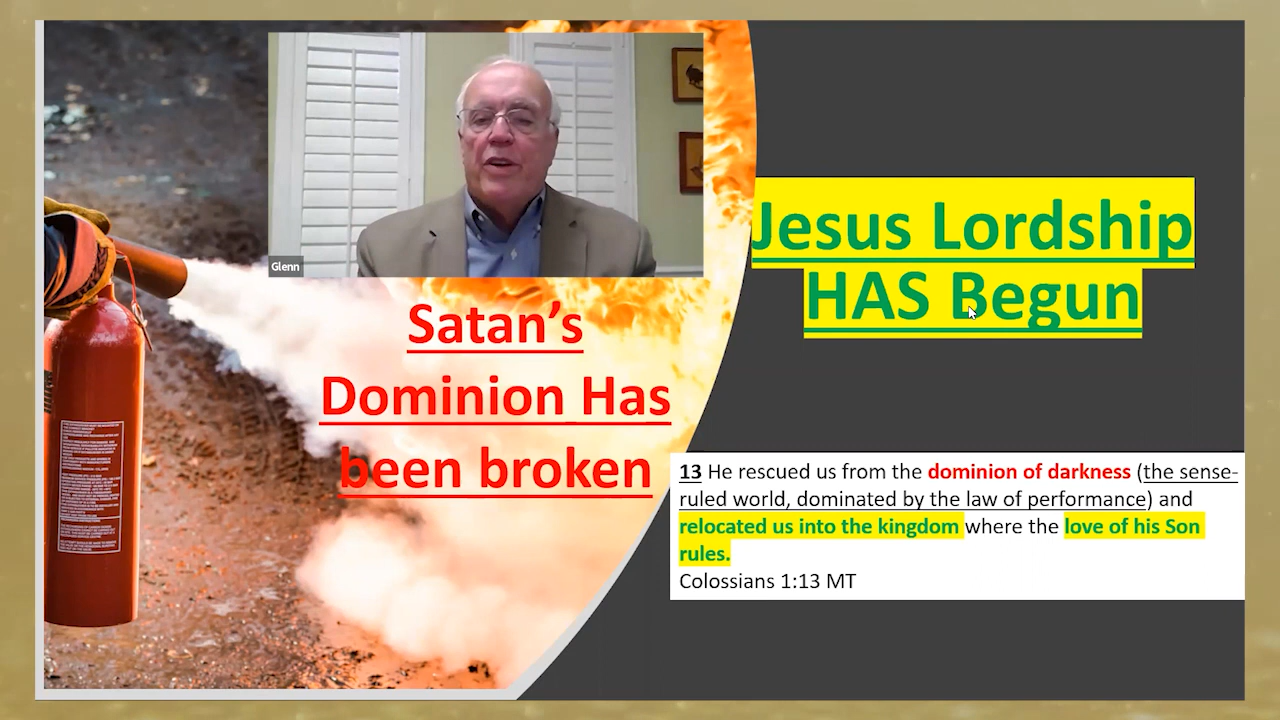 Glenn
Satan’s
Dominion Has
been broken
Jesus Lordship
HAS Begun
13 He rescued us from the dominion of darkness (the sense-
ruled world, dominated by the law of performance) and
relocated us into the kingdom where the love of his Son
rules.
Colossians 1:13 MT